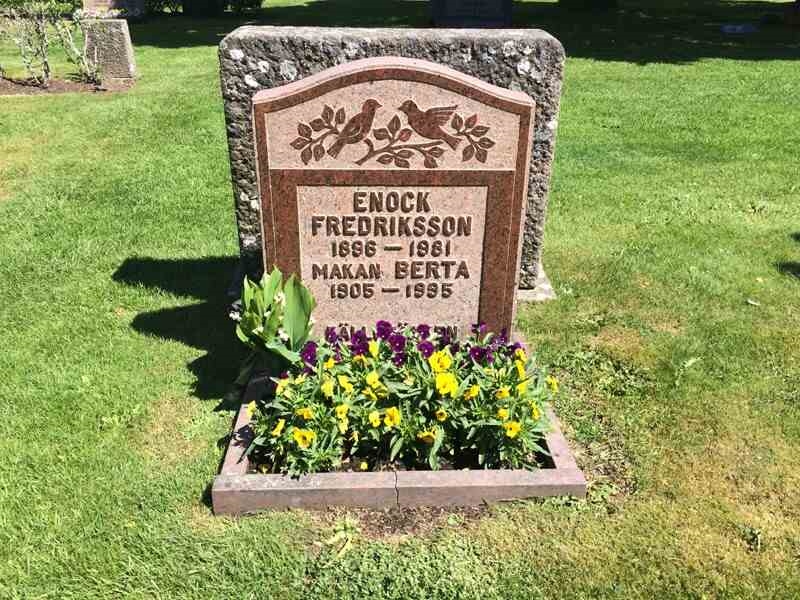 ENOCK
FREDRIKSSON
1896 — 1981
MAKAN BERTA
1905 — 1995